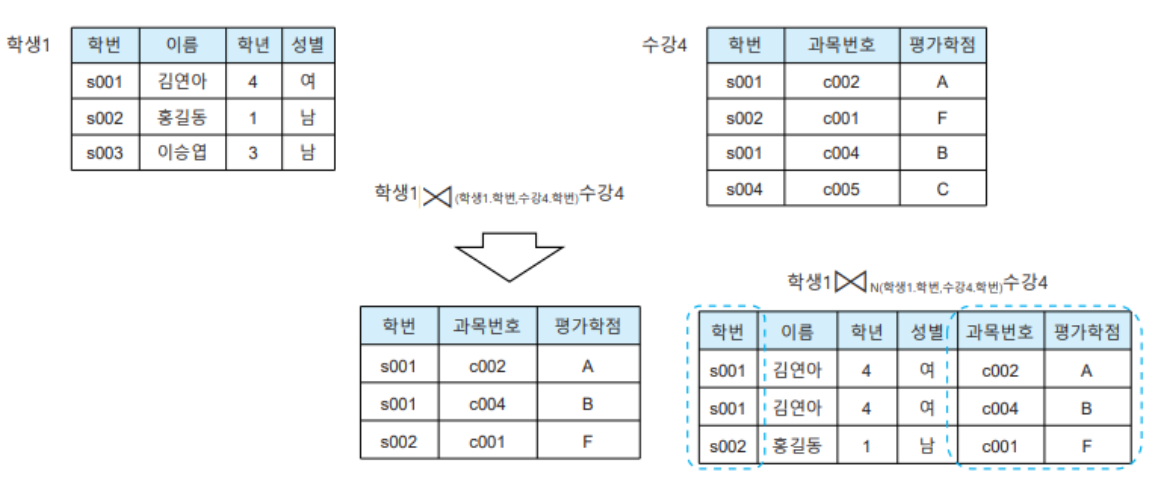 학생1
학번 이름 학년 성별
s001 김연아 4 여
s002 홍길동 1 남
s003 이승엽 3 남
수강4
학번 과목번호 평가학점
s001 c002 A
s002 c001 F
s001 c004 B
s004 c005 C
학생1⋊(학생1.학번,수강4.학번)수강4
학번 과목번호 평가학점
s001 c002 A
s001 c004 B
s002 c001 F
학생1⋈N(학생1.학번,수강4.학번)수강4
학번 이름 학년 성별 과목번호 평가학점
s001 김연아 4 여 c002 A
s001 김연아 4 여 c004 B
s002 홍길동 1 남 c001 F